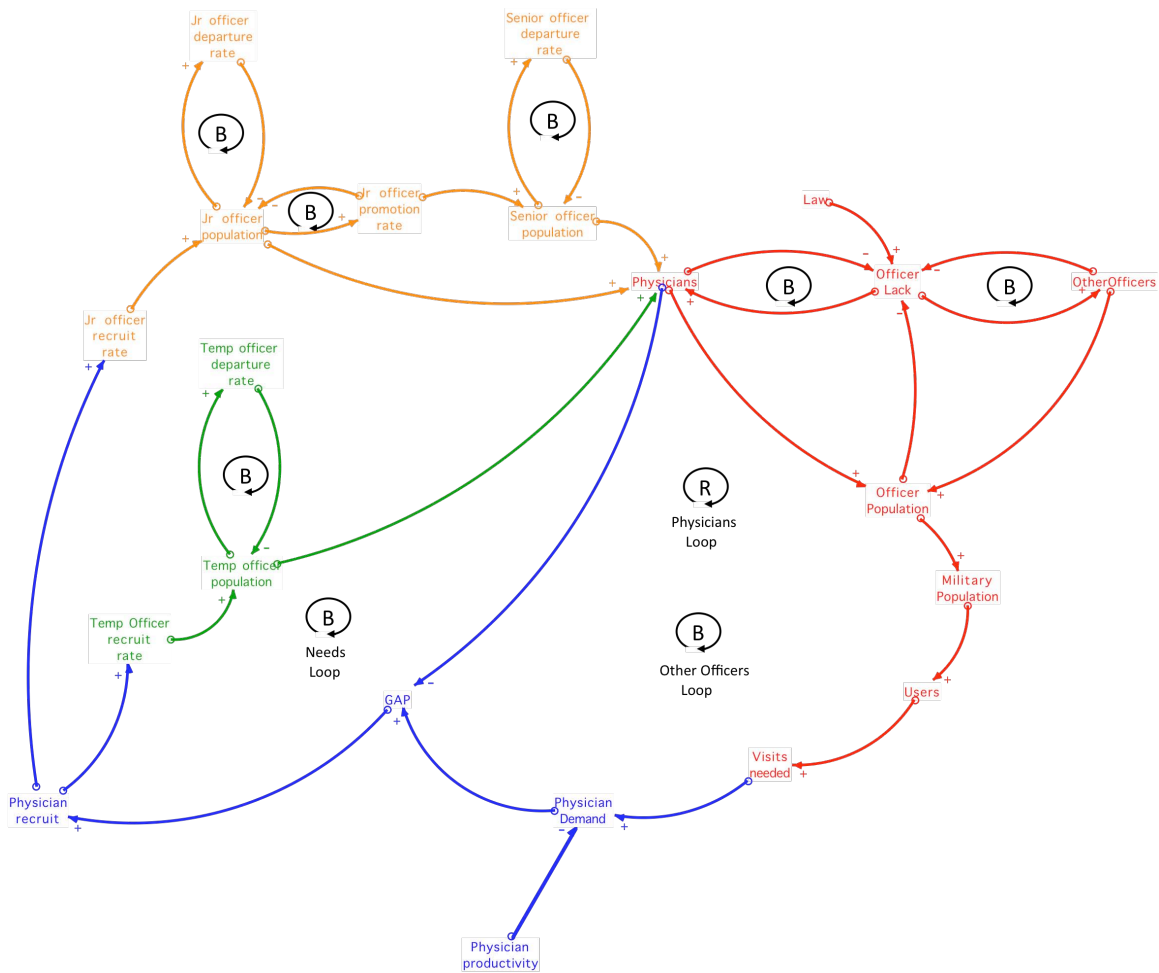 Jr officer
departure
rate
Senior officer
departure
rate
+
+
B
B
-
-
+
-
Jr officer
population
B
+
Jr officer
promotion
rate
+
Senior officer
population
Law
+
-
-
+
Physicians
+
+
+
B
Officer
Lack
-
B
OtherOfficers
+
Jr officer
recruit
rate
+
Temp officer
departure
rate
+
B
-
Temp officer
population
+
R
Physicians
Loop
+
Officer
Population
+
+
Military
Population
Temp Officer
recruit
rate
+
B
Needs
Loop
B
Other Officers
Loop
-
GAP
+
+
Users
Visits
needed
+
Physician
recruit
+
Physician
Demand
+
-
Physician
productivity